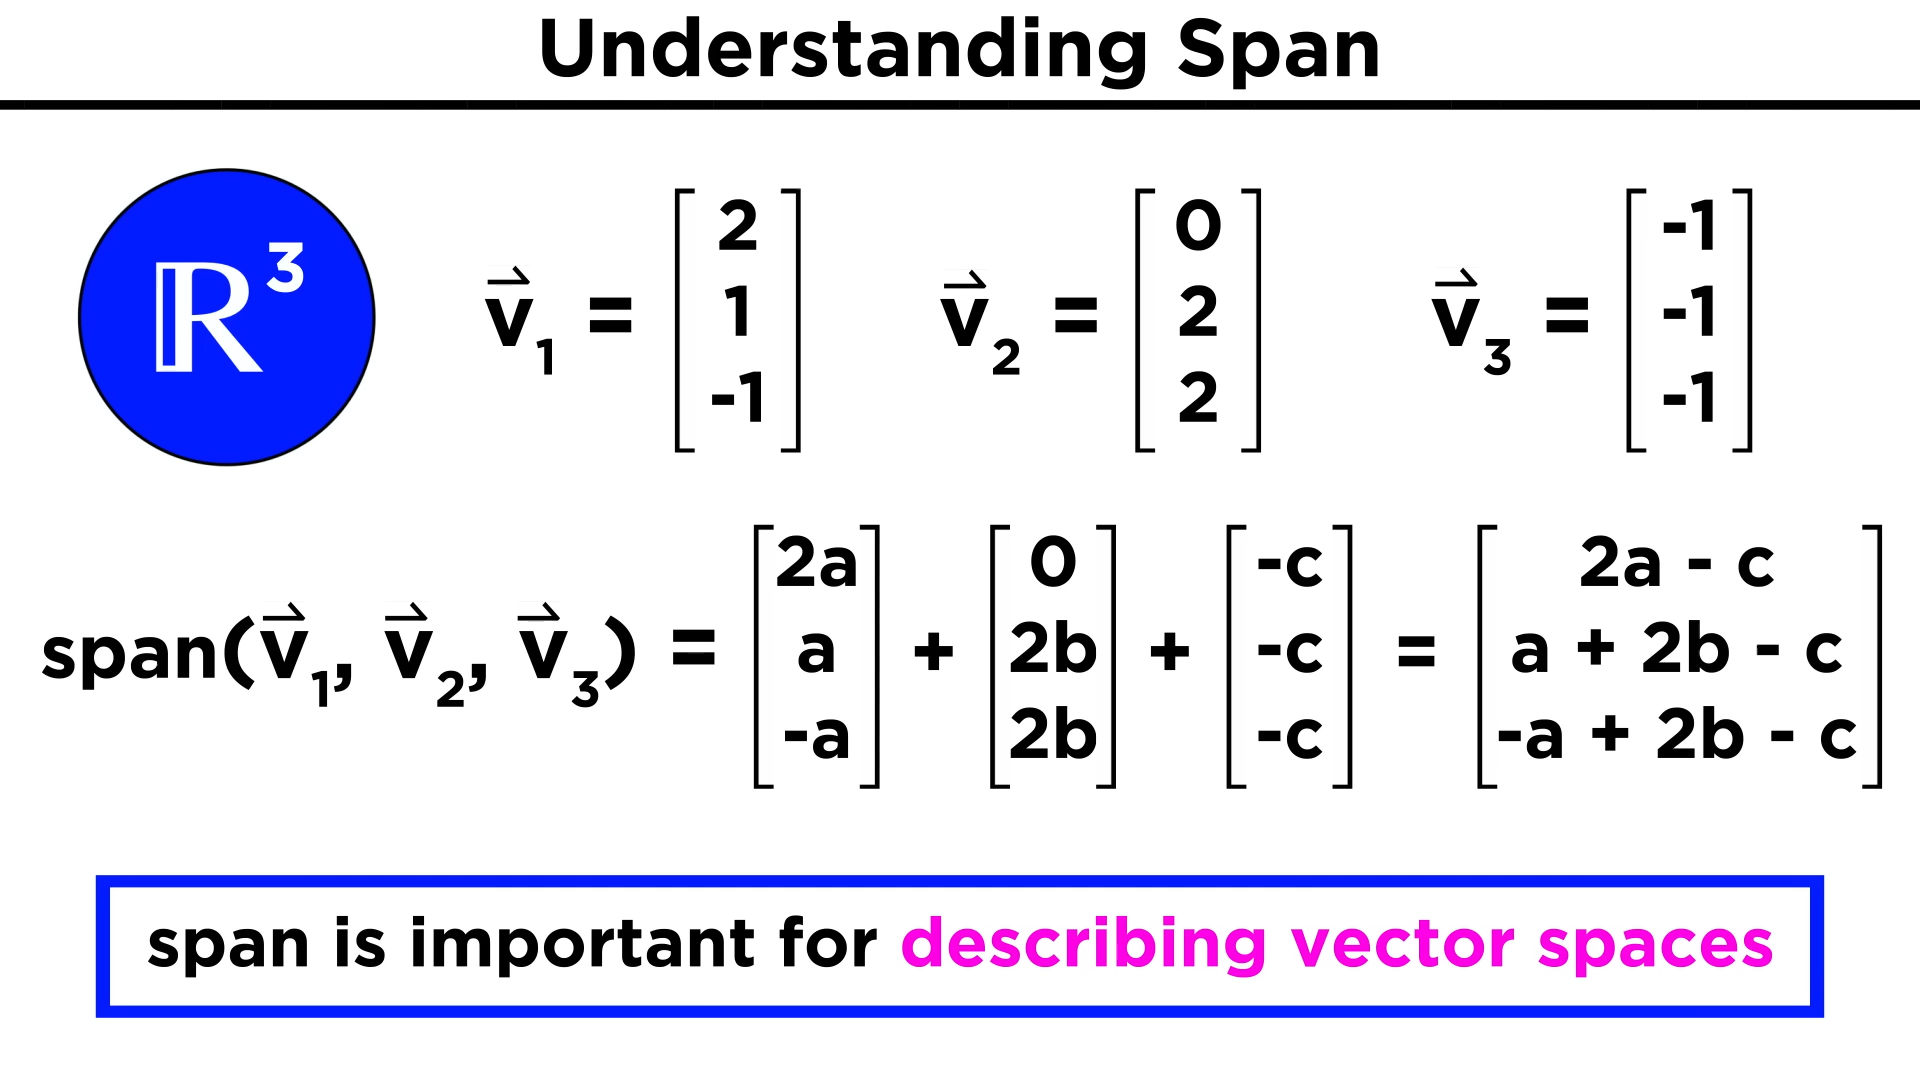 Understanding Span
ℝ³ v⃗₁ = [2 1 -1] v⃗₂ = [0 2 2] v⃗₃ = [-1 -1 -1]
span(v⃗₁, v⃗₂, v⃗₃) = [2a a -a] + [0 2b 2b] + [-c -c -c] = [2a - c a + 2b - c -a + 2b - c]
span is important for describing vector spaces